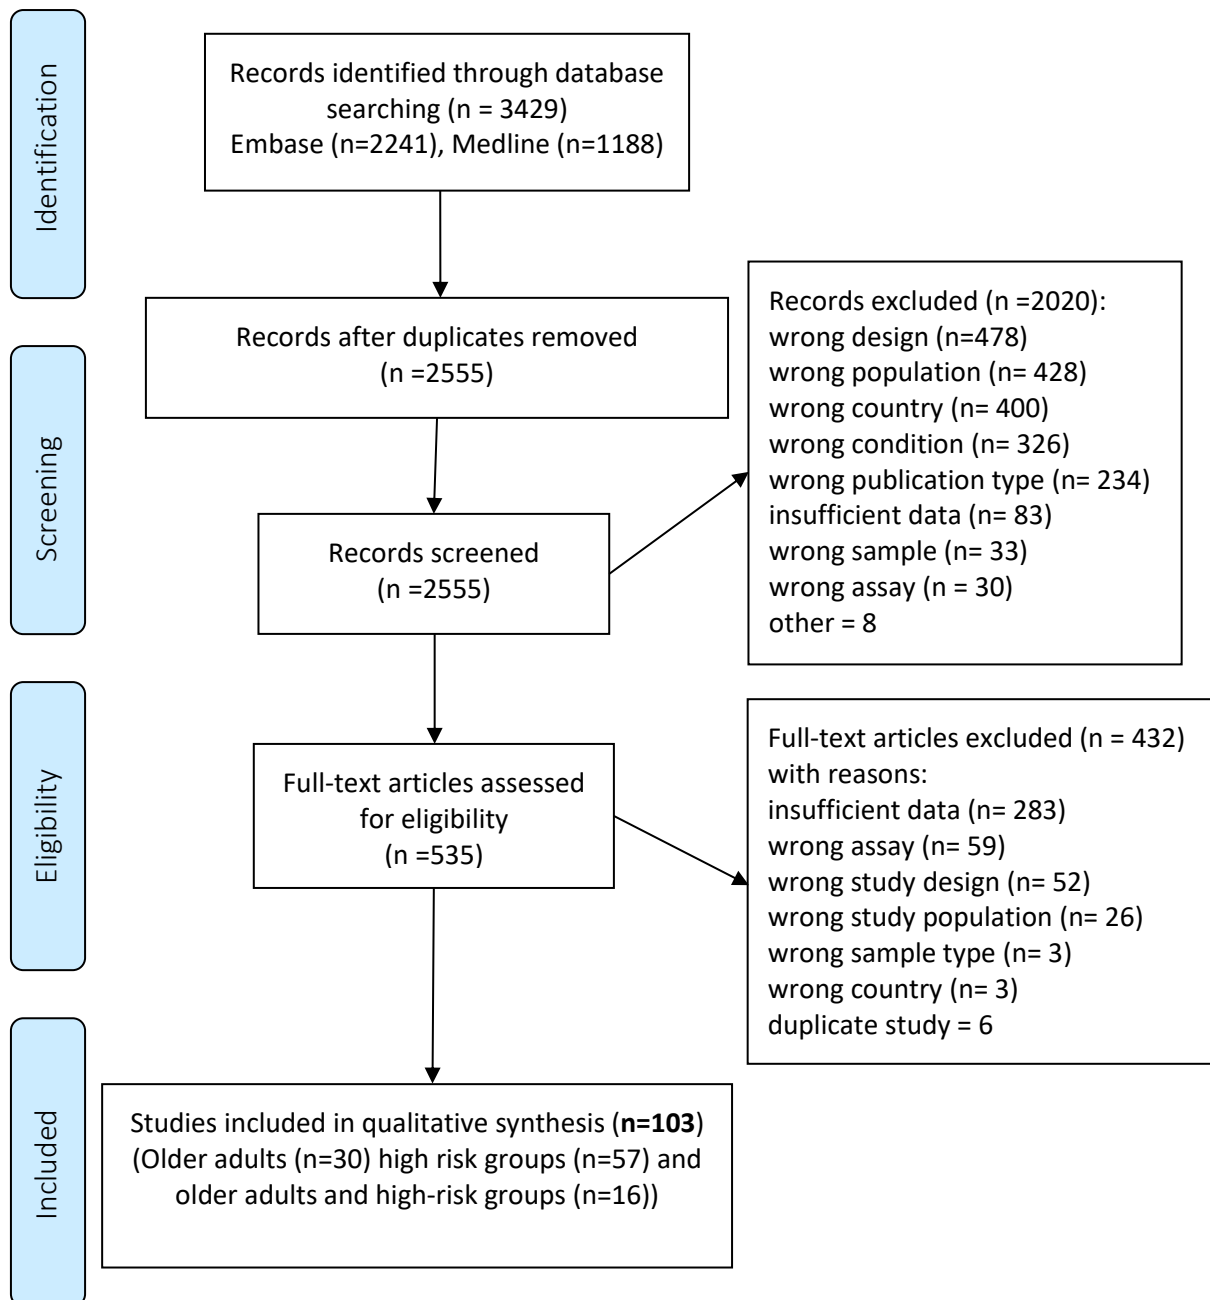 Identification
Records identified through database
searching (n = 3429)
Embase (n=2241), Medline (n=1188)
Records after duplicates removed
(n =2555)
Screening
Records screened
(n =2555)
Records excluded (n =2020):
wrong design (n=478)
wrong population (n= 428)
wrong country (n= 400)
wrong condition (n= 326)
wrong publication type (n= 234)
insufficient data (n= 83)
wrong sample (n= 33)
wrong assay (n = 30)
other = 8
Eligibility
Full-text articles assessed
for eligibility
(n =535)
Full-text articles excluded (n = 432)
with reasons:
insufficient data (n= 283)
wrong assay (n= 59)
wrong study design (n= 52)
wrong study population (n= 26)
wrong sample type (n= 3)
wrong country (n= 3)
duplicate study = 6
Included
Studies included in qualitative synthesis (n=103)
(Older adults (n=30) high risk groups (n=57) and
older adults and high-risk groups (n=16))